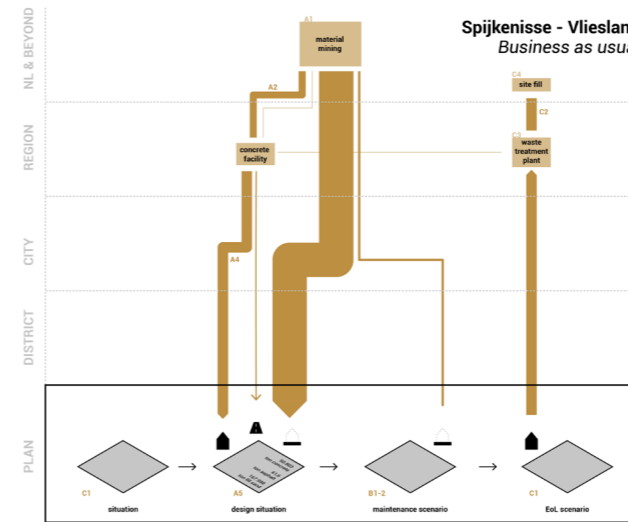 Spijkenisse - Vlieslan
Business as usua
NL & BEYOND
REGION
CITY
DISTRICT
PLAN
A1
material
mining
A2
C4
site fill
C2
concrete
facility
C3
waste
treatment
plant
A4
C1
situation
A5
design situation
B1-2
maintenance scenario
C1
EoL scenario